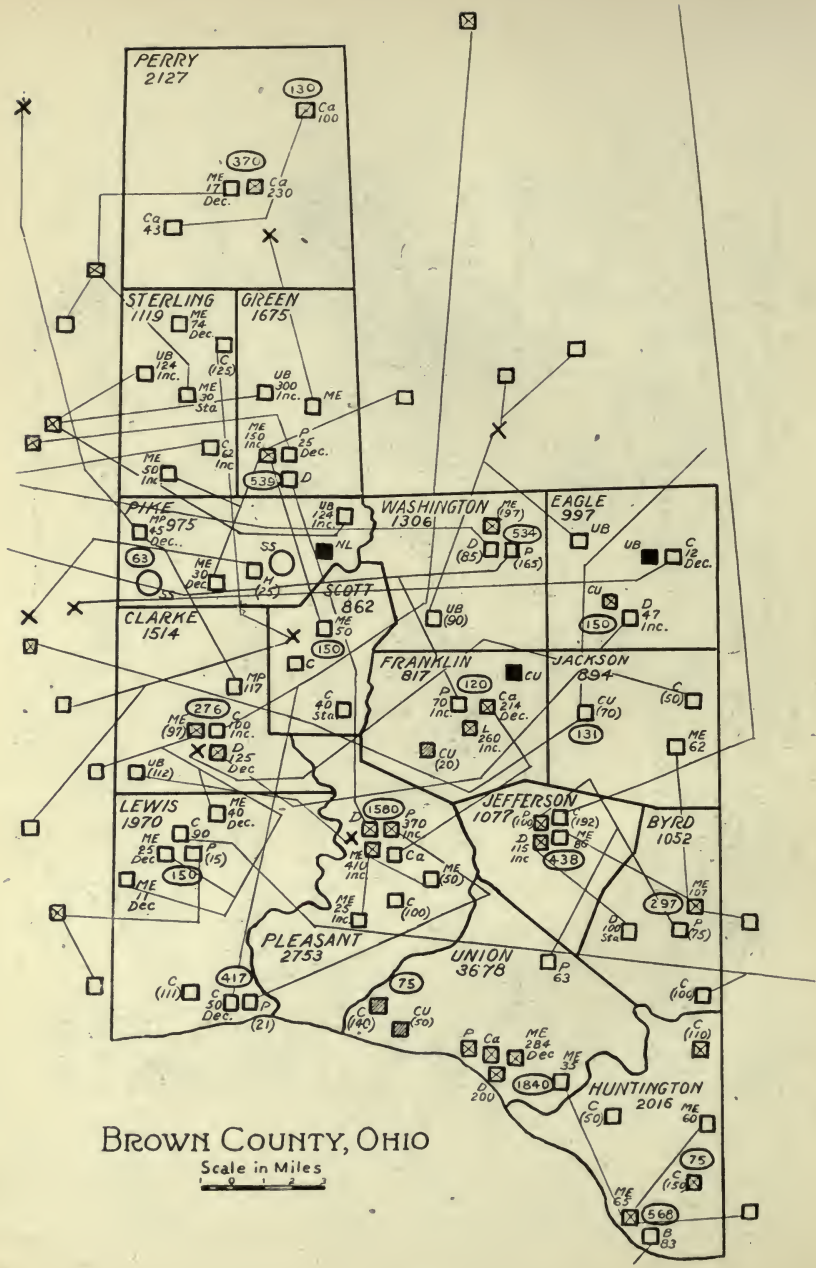 PERRY
2127
130
Ca
100
370
ME
17
Dec.
Ca
230
Ca
43
STERLING
1119
ME
74
Dec.
C
(125)
UB
124
Inc.
ME
30
Sta
C
62
Inc
ME
50
Inc
GREEN
1675
UB
300
Inc.
ME
ME
150
Inc
P
25
Dec.
539
D
PIKE
975
MP
45
Dec.
63
SS
ME
30
Dec
H
(25)
SS
UB
124
Inc.
NL
WASHINGTON
1306
ME
(97)
534
D
(85)
P
(165)
UB
(90)
EAGLE
997
UB
UB
C
12
Dec.
CU
150
D
47
Inc.
CLARKE
1514
MP
117
276
ME
(97)
C
100
Inc
D
125
Dec
UB
(112)
SCOTT
862
ME
50
150
C
C
40
Sta
FRANKLIN
817
CU
120
P
70
Inc.
Ca
214
Dec.
L
260
Inc.
CU
(20)
JACKSON
894
C
(50)
CU
(70)
131
ME
62
LEWIS
1970
ME
40
Dec.
C
90
ME
25
Dec
P
(15)
150
ME
11
Dec
C
(111)
417
C
50
Dec.
P
(21)
1580
D
P
370
Inc
ME
410
Inc.
Ca
ME
(50)
C
(100)
ME
25
Inc
PLEASANT
2753
JEFFERSON
1077
P
(100)
C
(192)
D
115
Inc
ME
86
438
BYRD
1052
ME
107
297
D
100
Sta
P
(75)
C
(100)
UNION
3678
P
63
75
C
(140)
CU
(50)
P
Ca
ME
284
Dec
D
200
1840
ME
35
HUNTINGTON
2016
C
(110)
C
(50)
ME
60
75
C
(150)
ME
65
568
B
83
BROWN COUNTY, OHIO
Scale in Miles
1 0 1 2 3